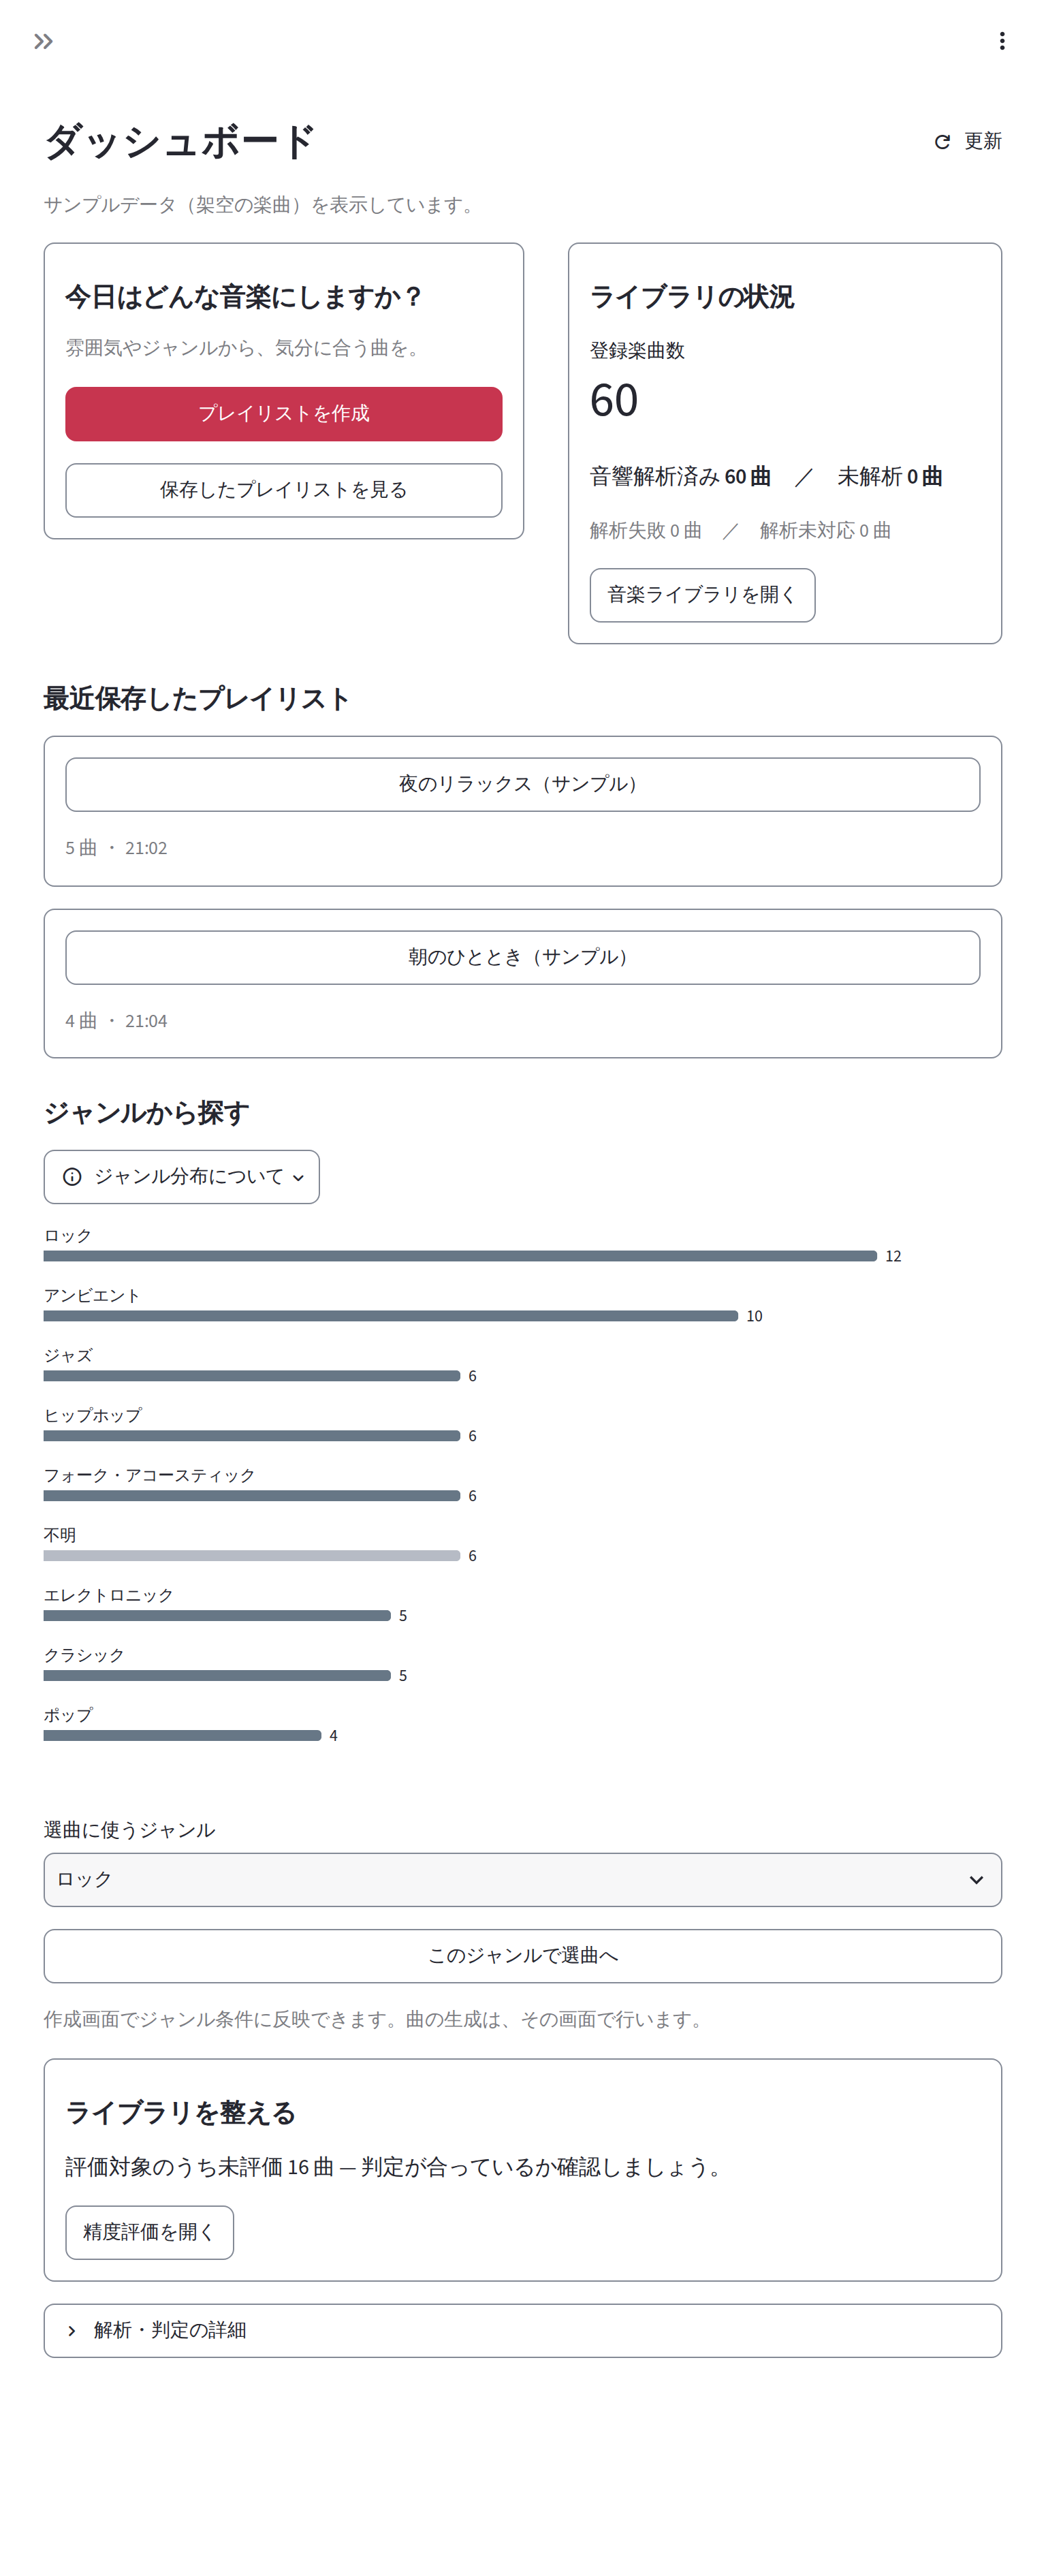 ダッシュボード
更新
サンプルデータ（架空の楽曲）を表示しています。
今日はどんな音楽にしますか？
雰囲気やジャンルから、気分に合う曲を。
プレイリストを作成
保存したプレイリストを見る
ライブラリの状況
登録楽曲数
60
音響解析済み 60 曲　／　未解析 0 曲
解析失敗 0 曲　／　解析未対応 0 曲
音楽ライブラリを開く
最近保存したプレイリスト
夜のリラックス（サンプル）
5 曲 ・ 21:02
朝のひととき（サンプル）
4 曲 ・ 21:04
ジャンルから探す
ジャンル分布について
ロック
12
アンビエント
10
ジャズ
6
ヒップホップ
6
フォーク・アコースティック
6
不明
6
エレクトロニック
5
クラシック
5
ポップ
4
選曲に使うジャンル
ロック
このジャンルで選曲へ
作成画面でジャンル条件に反映できます。曲の生成は、その画面で行います。
ライブラリを整える
評価対象のうち未評価 16 曲 — 判定が合っているか確認しましょう。
精度評価を開く
解析・判定の詳細